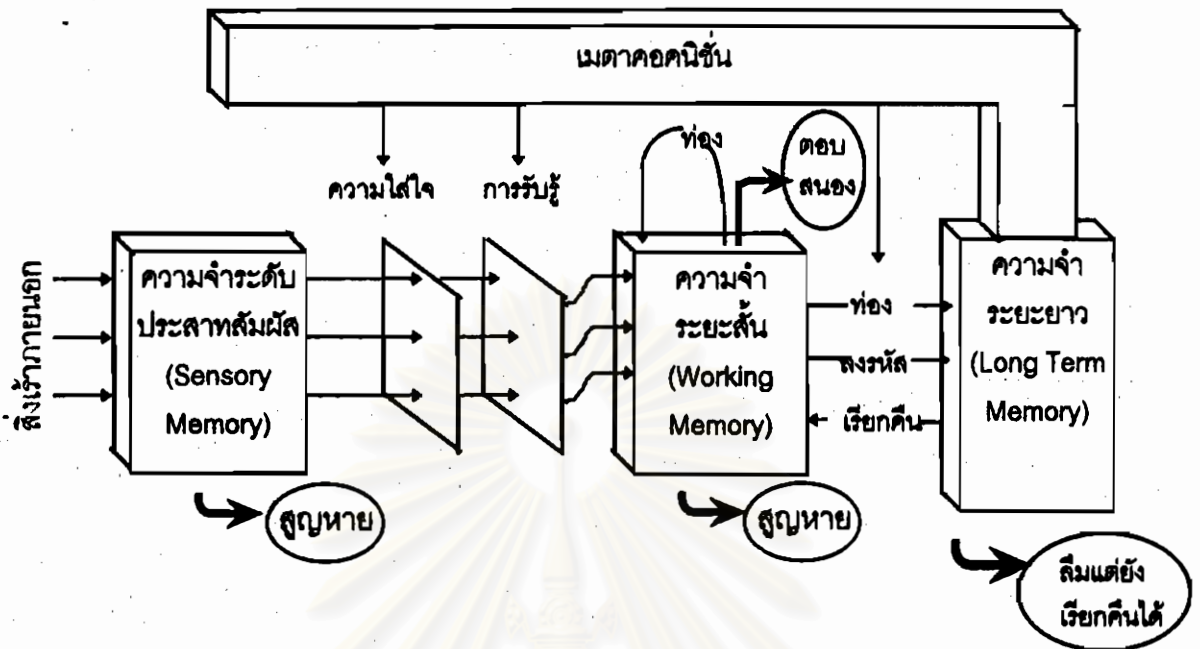 เมตาคอคนิชั่น
ท่อง
ตอบ
สนอง
ความใส่ใจ
การรับรู้
สิ่งเร้าภายนอก
ความจำระดับ
ประสาทสัมผัส
(Sensory
Memory)
ความจำ
ระยะสั้น
(Working
Memory)
ท่อง
ลงรหัส
เรียกคืน
ความจำ
ระยะยาว
(Long Term
Memory)
สูญหาย
สูญหาย
ลืมแต่ยัง
เรียกคืนได้